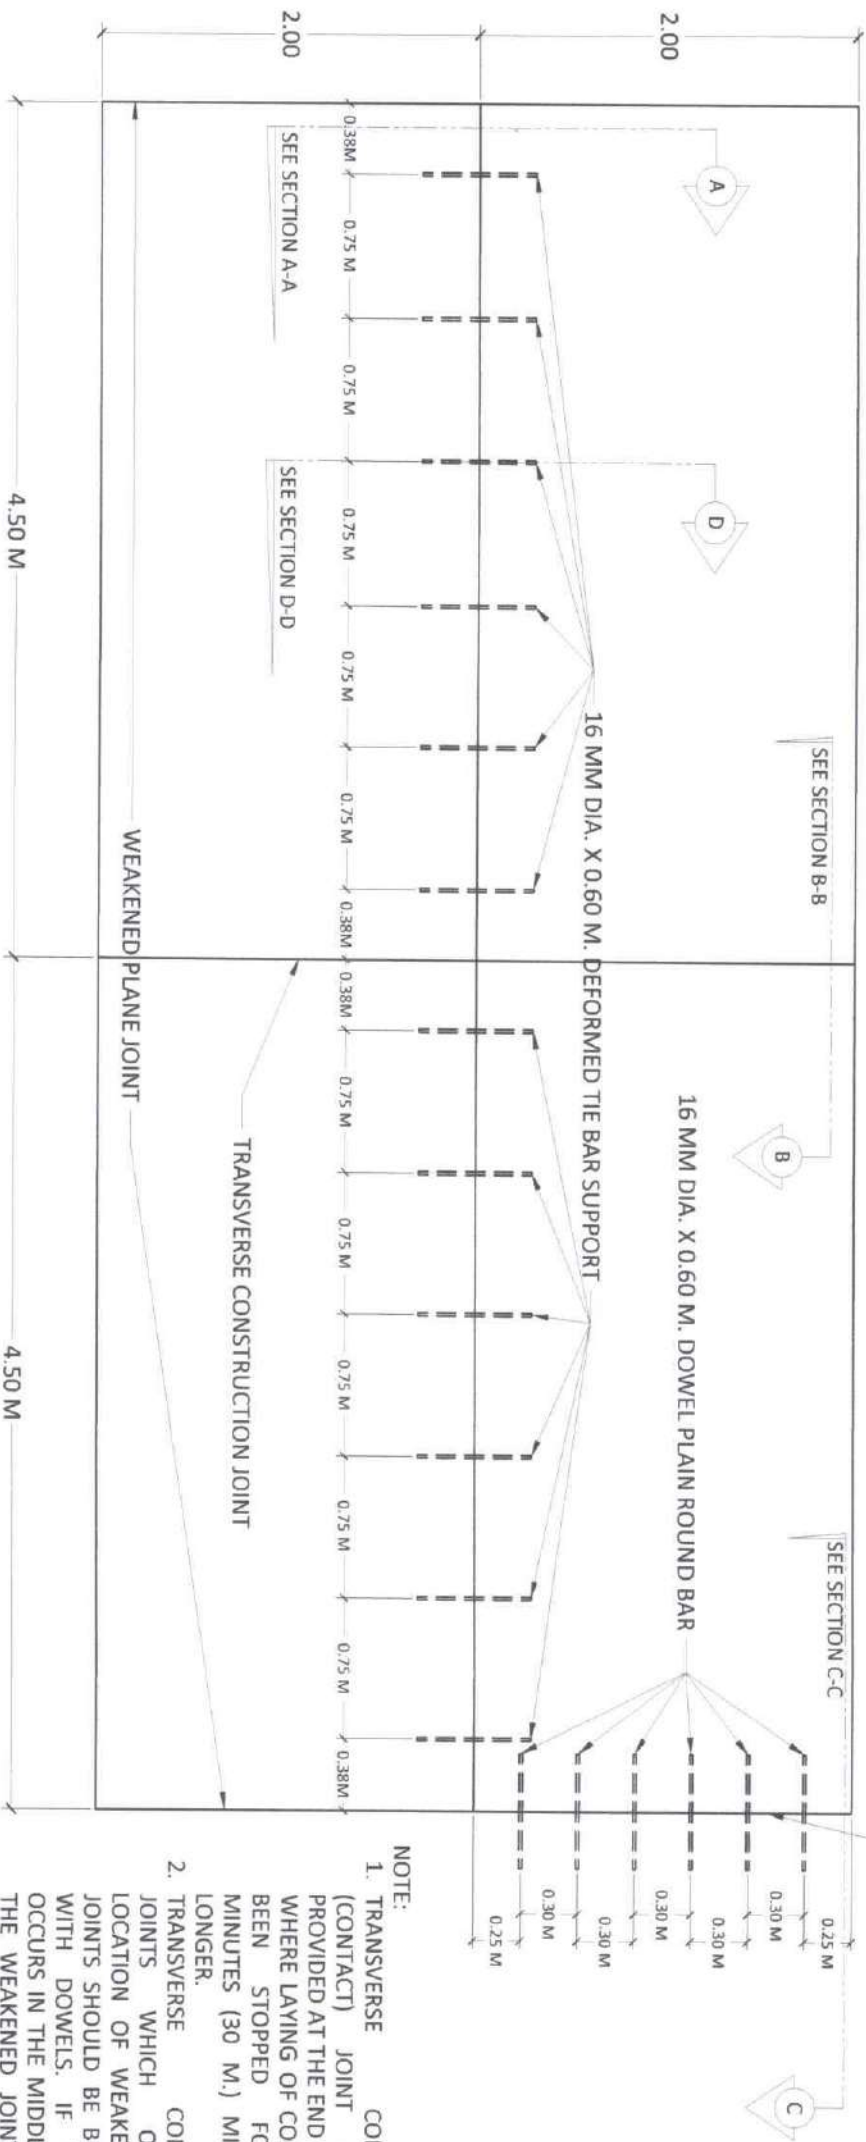 SEE SECTION B-B
SEE SECTION C-C
A
D
B
C
16 MM DIA. X 0.60 M. DOWEL PLAIN ROUND BAR
16 MM DIA. X 0.60 M. DEFORMED TIE BAR SUPPORT
2.00
2.00
0.25 M
0.30 M
0.30 M
0.30 M
0.30 M
0.30 M
0.25 M
0.38M
0.75 M
0.75 M
0.75 M
0.75 M
0.75 M
0.38M
0.38M
0.75 M
0.75 M
0.75 M
0.75 M
0.75 M
0.38M
SEE SECTION A-A
SEE SECTION D-D
TRANSVERSE CONSTRUCTION JOINT
WEAKENED PLANE JOINT
4.50 M
4.50 M
NOTE:
1. TRANSVERSE
(CONTACT) JOINT
PROVIDED AT THE END
WHERE LAYING OF
BEEN STOPPED
MINUTES (30 M.)
LONGER.
2. TRANSVERSE
JOINTS WHICH
LOCATION OF
JOINTS SHOULD BE
WITH DOWELS. IF
OCCURS IN THE
THE WEAKENED